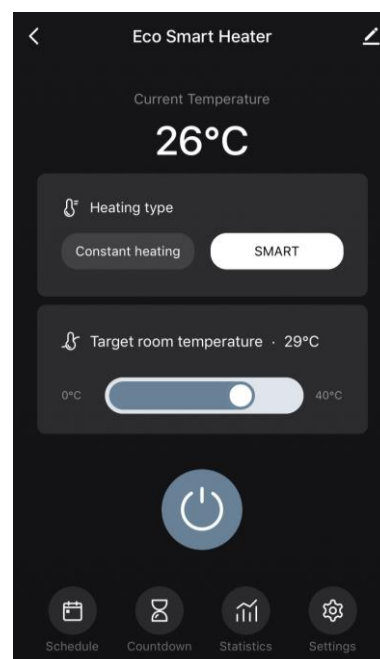 Eco Smart Heater
Current Temperature
26°C
Heating type
Constant heating SMART
Target room temperature · 29°C
0°C 40°C
Schedule Countdown Statistics Settings